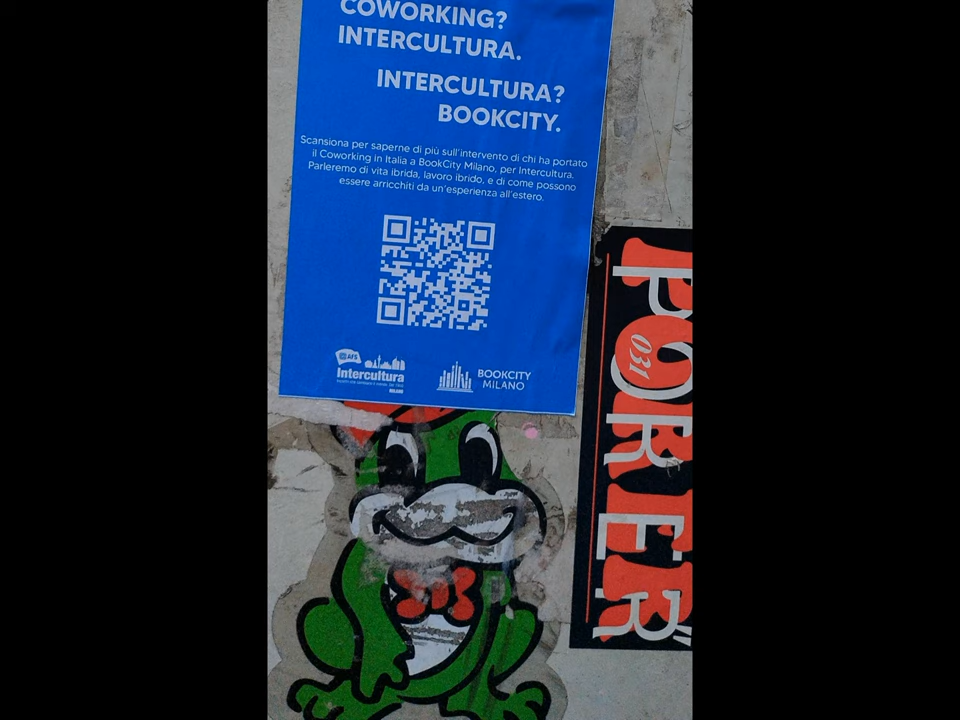 COWORKING?
INTERCULTURA.
INTERCULTURA?
BOOKCITY.
Scansiona per saperne di più sull'intervento di chi ha portato
il Coworking in Italia a BookCity Milano, per Intercultura.
Parleremo di vita ibrida, lavoro ibrido, e di come possono
essere arricchiti da un'esperienza all'estero.
AFS
Intercultura
MILANO
BOOKCITY
MILANO
PORER"
031